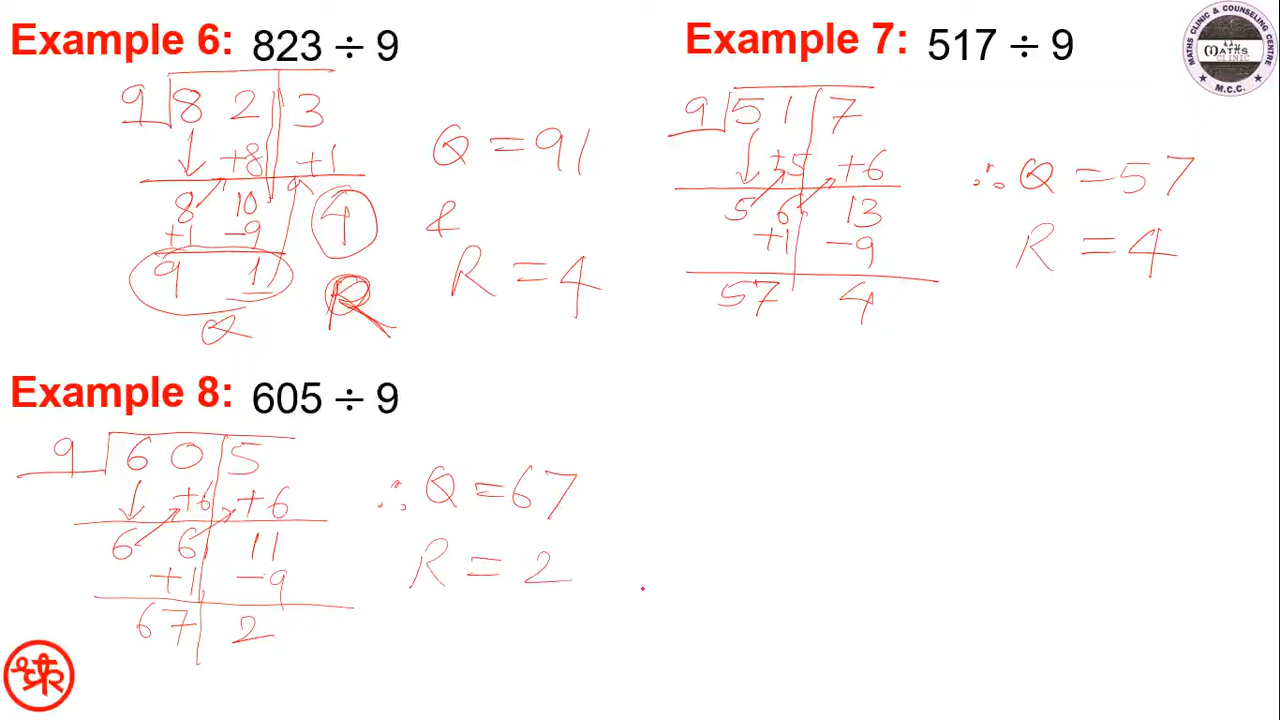 Example 6: 823 ÷ 9
9 8 2 3
+8 +1
8 10 4
+1 -9
9 1
Q R
Q = 91
&
R = 4
Example 7: 517 ÷ 9
9 5 1 7
+5 +6
5 6 13
+1 -9
57 4
∴ Q = 57
R = 4
MATHS CLINIC & COUNSELING CENTRE
MATHS
CLINIC
M.C.C.
Example 8: 605 ÷ 9
9 6 0 5
+6 +6
6 6 11
+1 -9
67 2
∴ Q = 67
R = 2
श्री